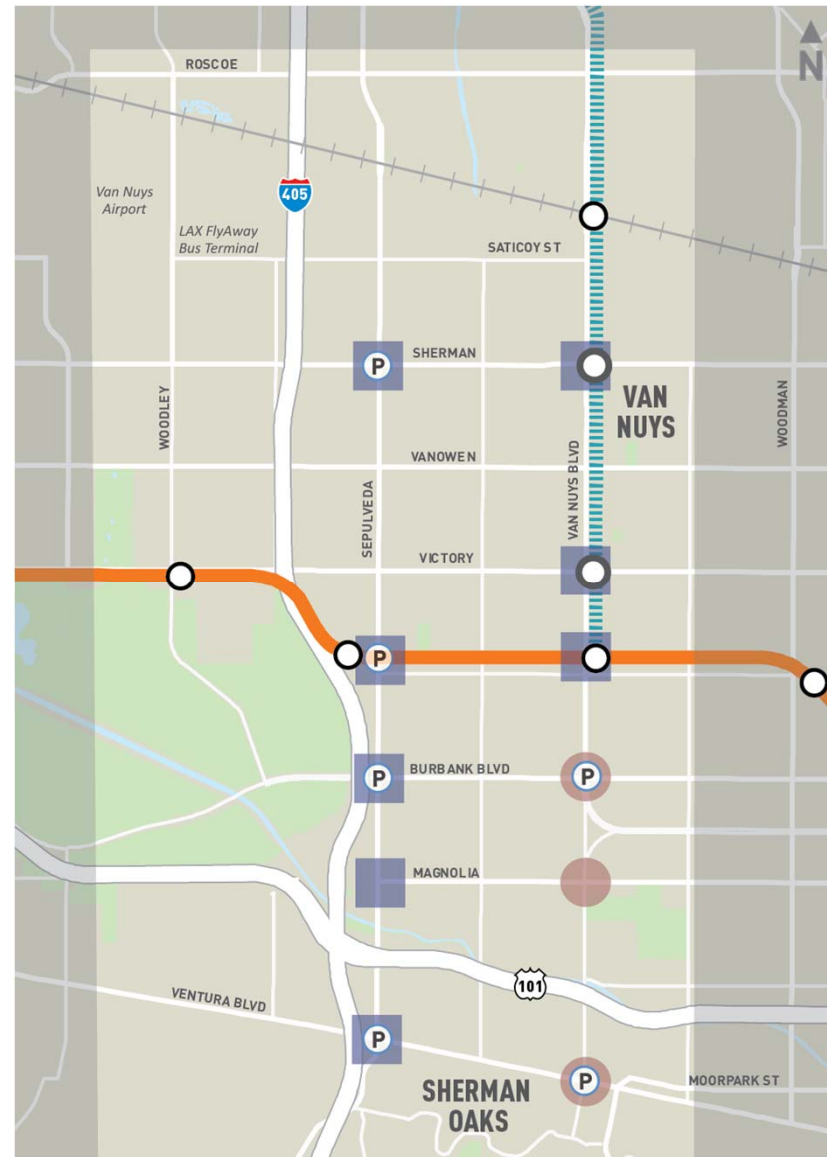 N
ROSCOE
405
Van Nuys
Airport
LAX FlyAway
Bus Terminal
SATICOY ST
P
SHERMAN
VAN
NUYS
WOODLEY
WOODMAN
VANOWEN
VAN NUYS BLVD
SEPULVEDA
VICTORY
P
P
BURBANK BLVD
P
MAGNOLIA
101
VENTURA BLVD
P
P
MOORPARK ST
SHERMAN
OAKS